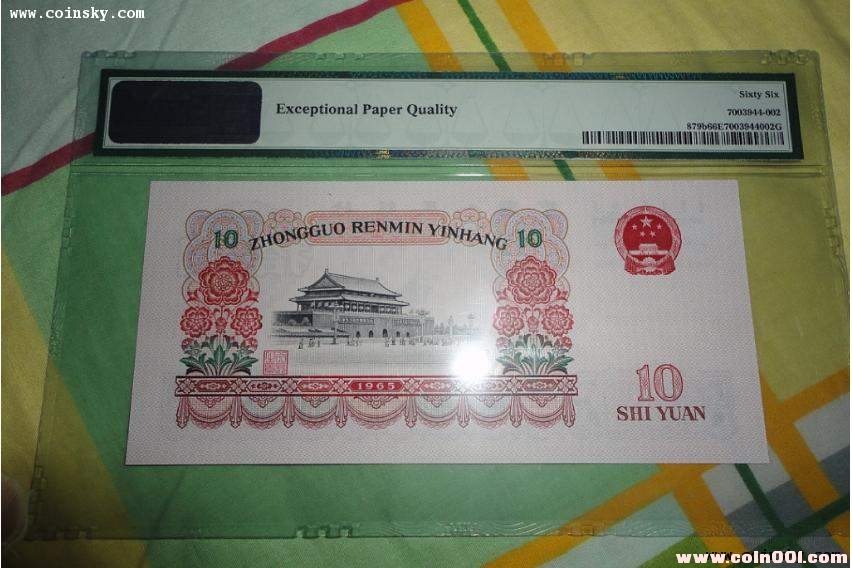 www.coinsky.com
Exceptional Paper Quality
Sixty Six
7003944-002
879b66E7003944002G
10 ZHONGGUO RENMIN YINHANG 10
1965
10
SHI YUAN
www.coin001.com